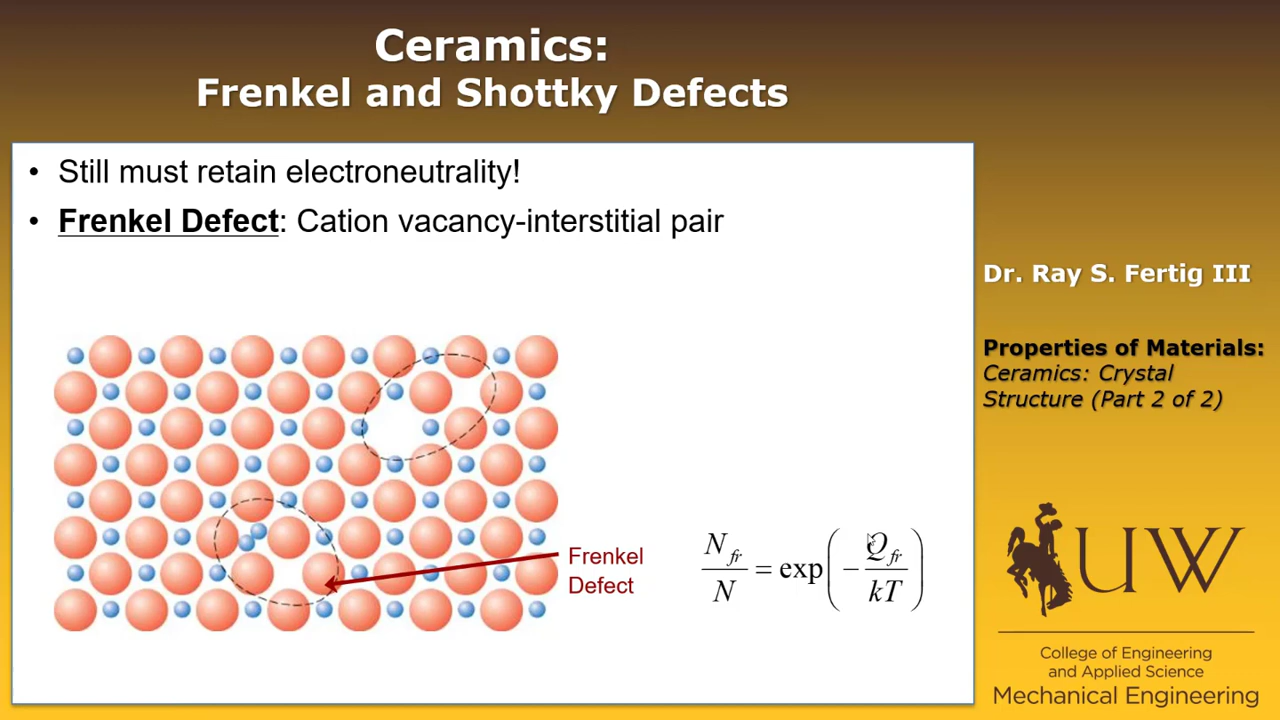 Ceramics:
Frenkel and Shottky Defects
• Still must retain electroneutrality!
• Frenkel Defect: Cation vacancy-interstitial pair
Frenkel
Defect
N_fr / N = exp(− Q_fr / kT)
Dr. Ray S. Fertig III
Properties of Materials:
Ceramics: Crystal
Structure (Part 2 of 2)
UW
College of Engineering
and Applied Science
Mechanical Engineering